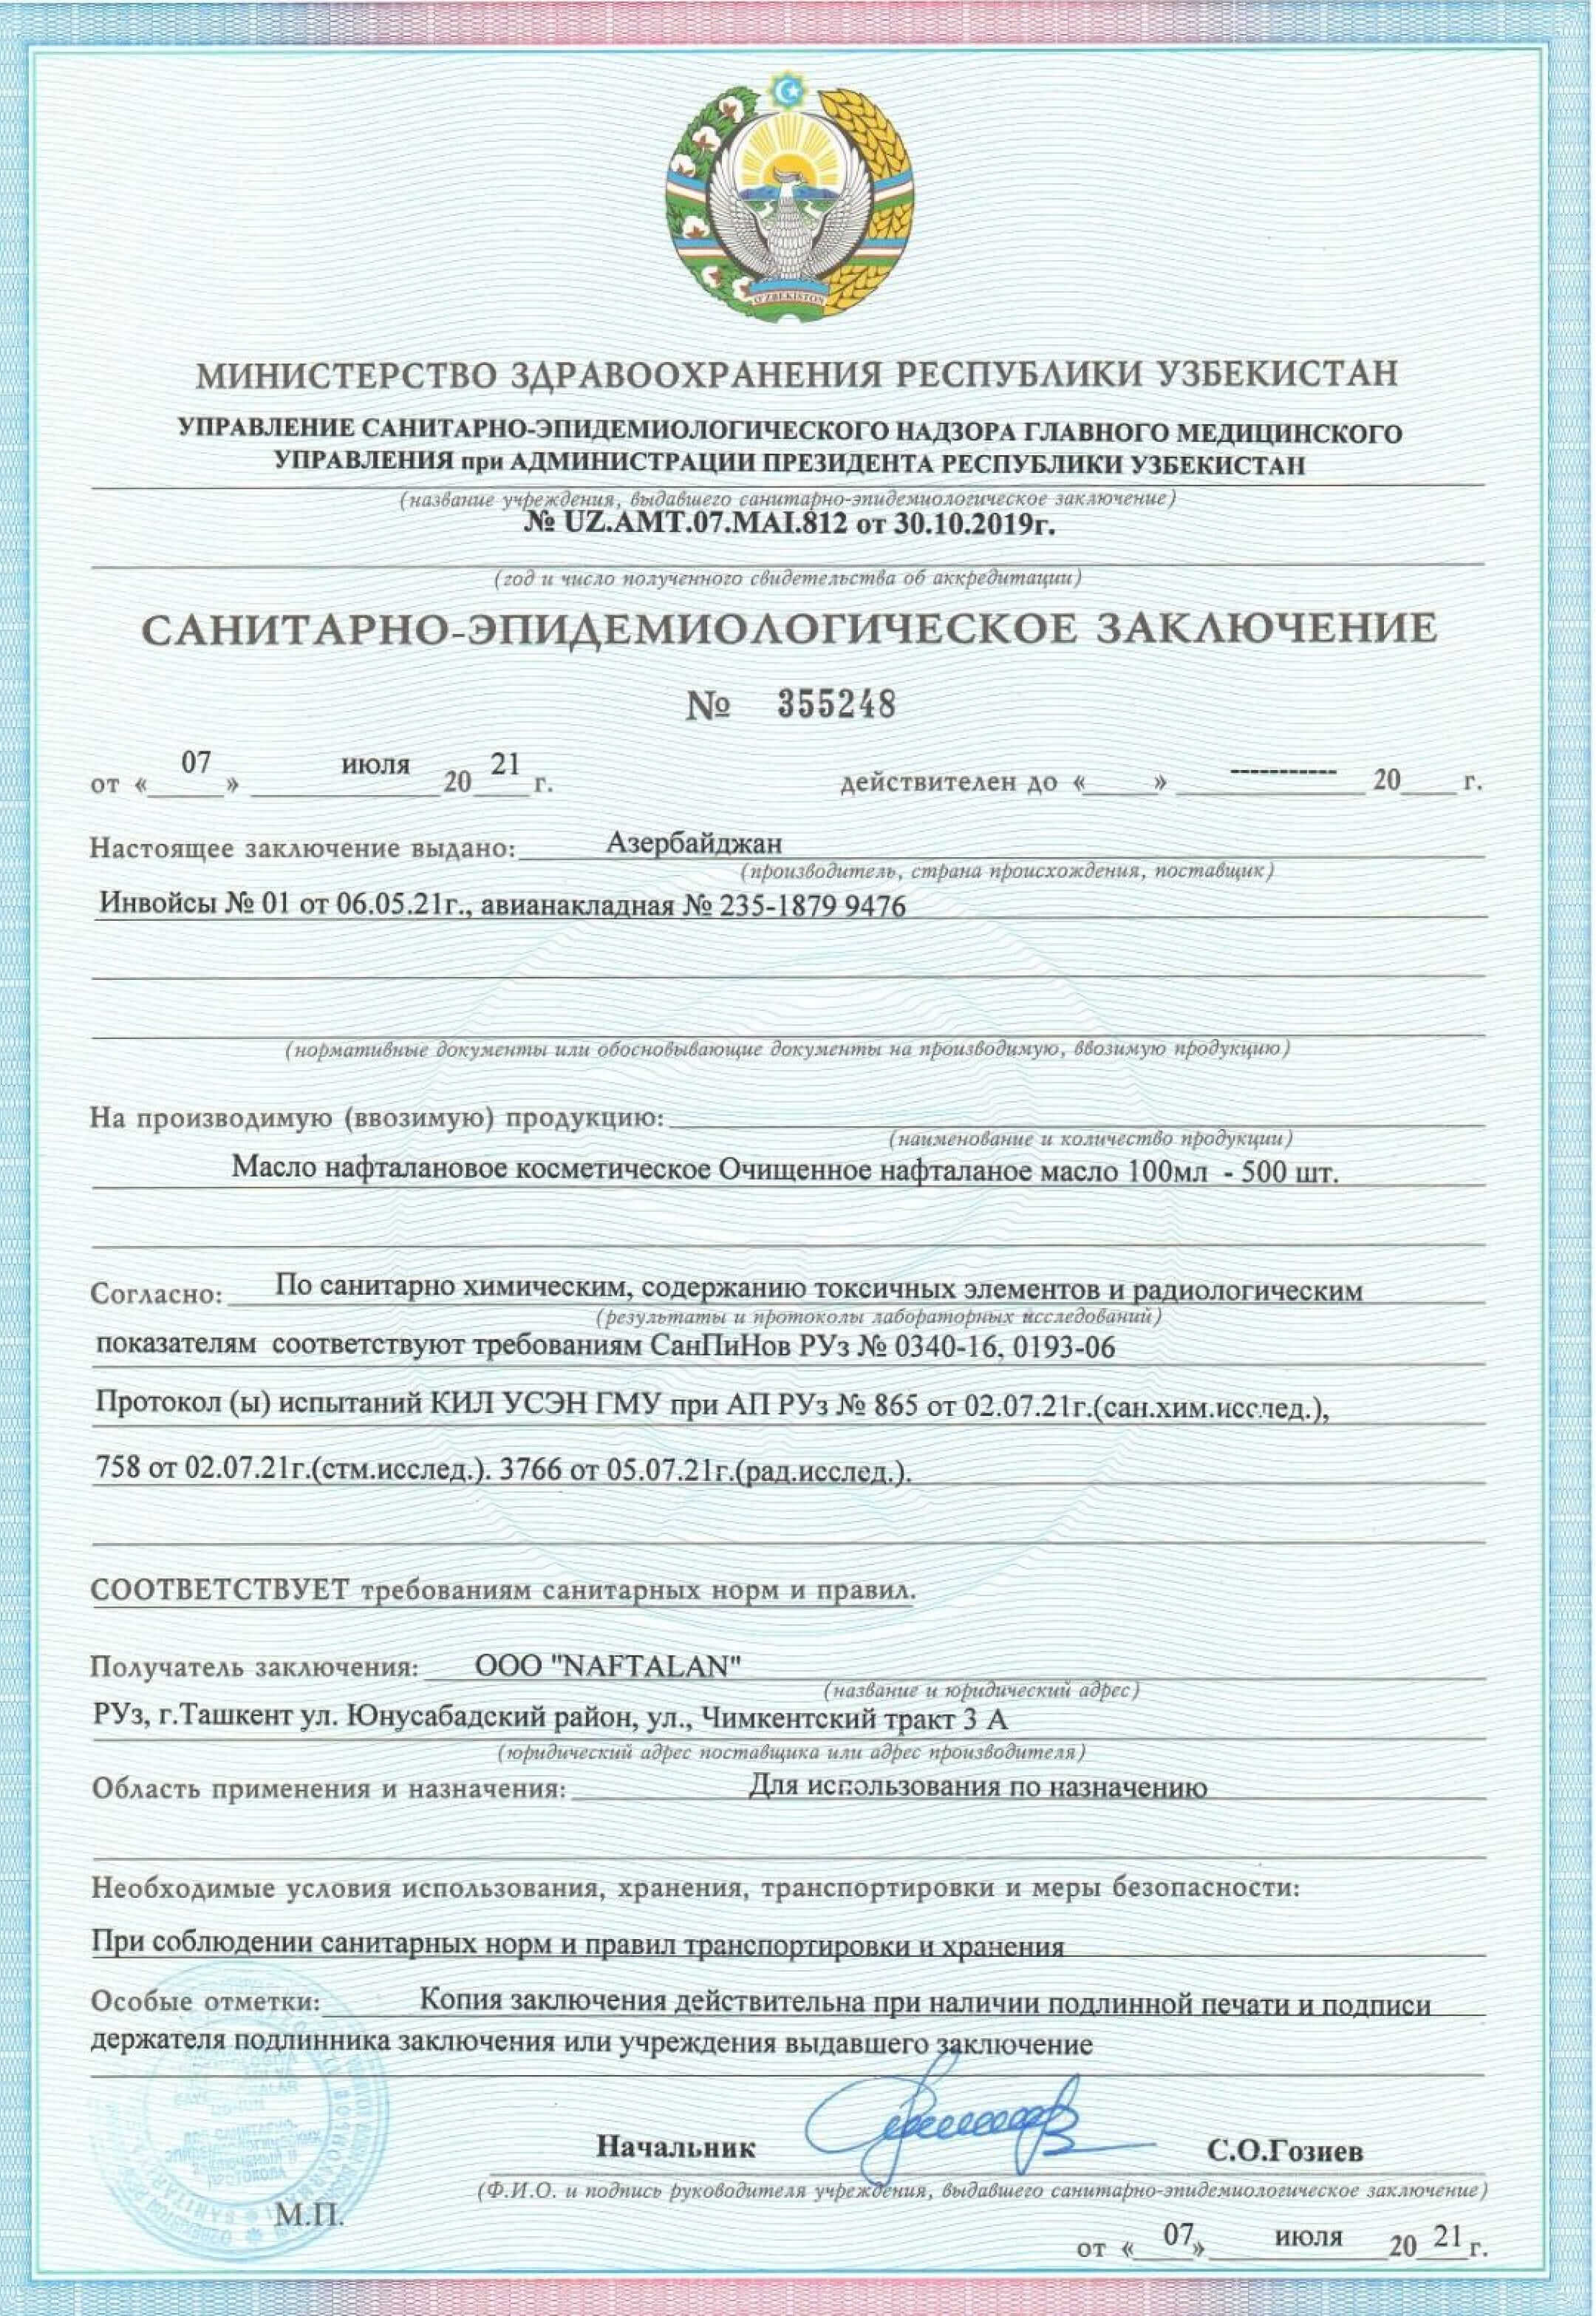 O'ZBEKISTON
МИНИСТЕРСТВО ЗДРАВООХРАНЕНИЯ РЕСПУБЛИКИ УЗБЕКИСТАН
УПРАВЛЕНИЕ САНИТАРНО-ЭПИДЕМИОЛОГИЧЕСКОГО НАДЗОРА ГЛАВНОГО МЕДИЦИНСКОГО
УПРАВЛЕНИЯ при АДМИНИСТРАЦИИ ПРЕЗИДЕНТА РЕСПУБЛИКИ УЗБЕКИСТАН
(название учреждения, выдавшего санитарно-эпидемиологическое заключение)
№ UZ.AMT.07.MAI.812 от 30.10.2019г.
(год и число полученного свидетельства об аккредитации)
САНИТАРНО-ЭПИДЕМИОЛОГИЧЕСКОЕ ЗАКЛЮЧЕНИЕ
№ 355248
от « 07 » июля 20 21 г. действителен до « » ----------- 20 г.
Настоящее заключение выдано: Азербайджан
(производитель, страна происхождения, поставщик)
Инвойсы № 01 от 06.05.21г., авианакладная № 235-1879 9476
(нормативные документы или обосновывающие документы на производимую, ввозимую продукцию)
На производимую (ввозимую) продукцию:
(наименование и количество продукции)
Масло нафталановое косметическое Очищенное нафталаное масло 100мл - 500 шт.
Согласно: По санитарно химическим, содержанию токсичных элементов и радиологическим
(результаты и протоколы лабораторных исследований)
показателям соответствуют требованиям СанПиНов РУз № 0340-16, 0193-06
Протокол (ы) испытаний КИЛ УСЭН ГМУ при АП РУз № 865 от 02.07.21г.(сан.хим.исслед.),
758 от 02.07.21г.(стм.исслед.). 3766 от 05.07.21г.(рад.исслед.).
СООТВЕТСТВУЕТ требованиям санитарных норм и правил.
Получатель заключения: ООО "NAFTALAN"
(название и юридический адрес)
РУз, г.Ташкент ул. Юнусабадский район, ул., Чимкентский тракт 3 А
(юридический адрес поставщика или адрес производителя)
Область применения и назначения: Для использования по назначению
Необходимые условия использования, хранения, транспортировки и меры безопасности:
При соблюдении санитарных норм и правил транспортировки и хранения
Особые отметки: Копия заключения действительна при наличии подлинной печати и подписи
держателя подлинника заключения или учреждения выдавшего заключение
ДЛЯ САНИТАРНО-
ЭПИДЕМИОЛОГИЧЕСКИХ
ЗАКЛЮЧЕНИЙ И
ПРОТОКОЛА
Начальник С.О.Гозиев
(Ф.И.О. и подпись руководителя учреждения, выдавшего санитарно-эпидемиологическое заключение)
М.П.
от « 07 » июля 20 21 г.